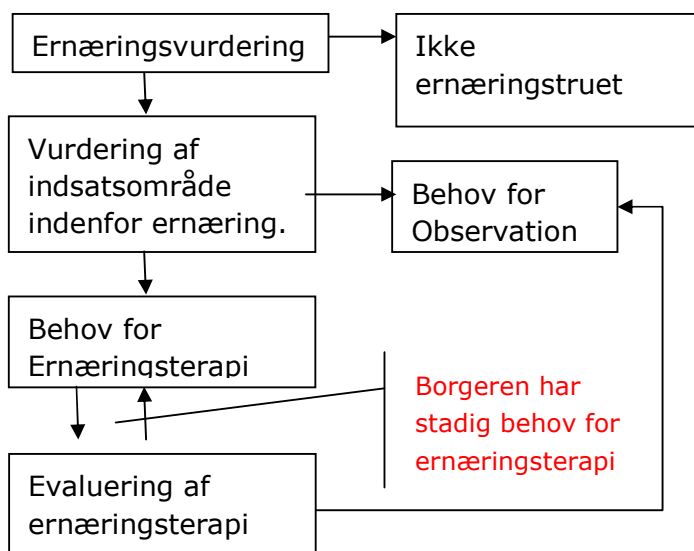 Ernæringsvurdering
Ikke
ernæringstruet
Vurdering af
indsatsområde
indenfor ernæring.
Behov for
Observation
Behov for
Ernæringsterapi
Borgeren har
stadig behov for
ernæringsterapi
Evaluering af
ernæringsterapi